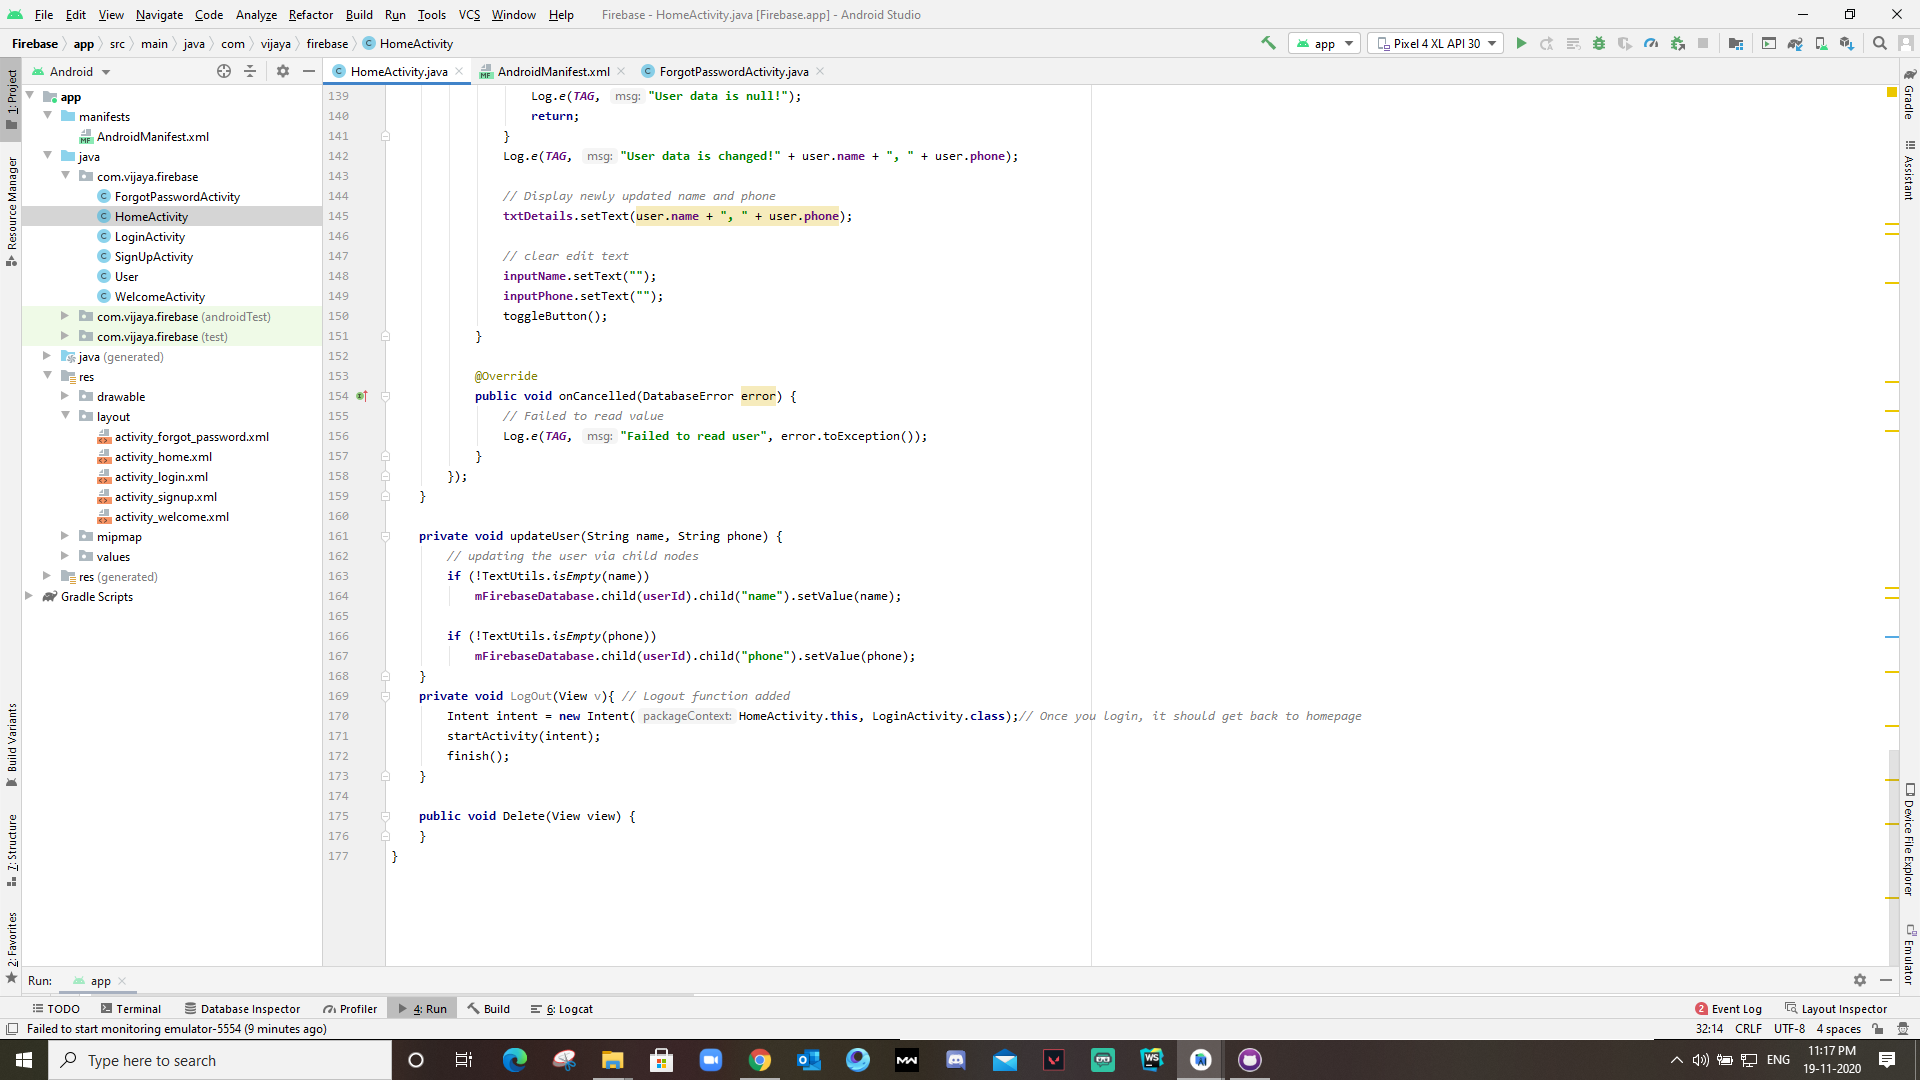 File Edit View Navigate Code Analyze Refactor Build Run Tools VCS Window Help Firebase - HomeActivity.java [Firebase.app] - Android Studio
Firebase app src main java com vijaya firebase HomeActivity app Pixel 4 XL API 30
Android HomeActivity.java AndroidManifest.xml ForgotPasswordActivity.java
1: Project
Resource Manager
Build Variants
7: Structure
2: Favorites
app
manifests
AndroidManifest.xml
java
com.vijaya.firebase
ForgotPasswordActivity
HomeActivity
LoginActivity
SignUpActivity
User
WelcomeActivity
com.vijaya.firebase (androidTest)
com.vijaya.firebase (test)
java (generated)
res
drawable
layout
activity_forgot_password.xml
activity_home.xml
activity_login.xml
activity_signup.xml
activity_welcome.xml
mipmap
values
res (generated)
Gradle Scripts
139 Log.e(TAG, msg: "User data is null!");
140 return;
141 }
142 Log.e(TAG, msg: "User data is changed!" + user.name + ", " + user.phone);
143
144 // Display newly updated name and phone
145 txtDetails.setText(user.name + ", " + user.phone);
146
147 // clear edit text
148 inputName.setText("");
149 inputPhone.setText("");
150 toggleButton();
151 }
152
153 @Override
154 public void onCancelled(DatabaseError error) {
155 // Failed to read value
156 Log.e(TAG, msg: "Failed to read user", error.toException());
157 }
158 });
159 }
160
161 private void updateUser(String name, String phone) {
162 // updating the user via child nodes
163 if (!TextUtils.isEmpty(name))
164 mFirebaseDatabase.child(userId).child("name").setValue(name);
165
166 if (!TextUtils.isEmpty(phone))
167 mFirebaseDatabase.child(userId).child("phone").setValue(phone);
168 }
169 private void LogOut(View v){ // Logout function added
170 Intent intent = new Intent( packageContext: HomeActivity.this, LoginActivity.class);// Once you login, it should get back to homepage
171 startActivity(intent);
172 finish();
173 }
174
175 public void Delete(View view) {
176 }
177 }
Gradle
Assistant
Device File Explorer
Emulator
Run: app
TODO Terminal Database Inspector Profiler 4: Run Build 6: Logcat 2 Event Log Layout Inspector
Failed to start monitoring emulator-5554 (9 minutes ago) 32:14 CRLF UTF-8 4 spaces
Type here to search ENG 11:17 PM
19-11-2020